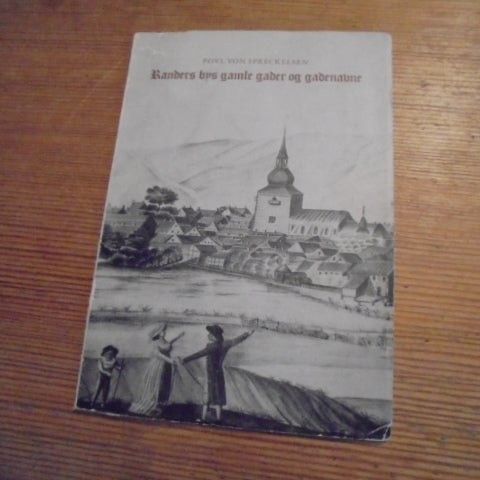 POVL VON SPRECKELSEN
Randers bys gamle gader og gadenavne